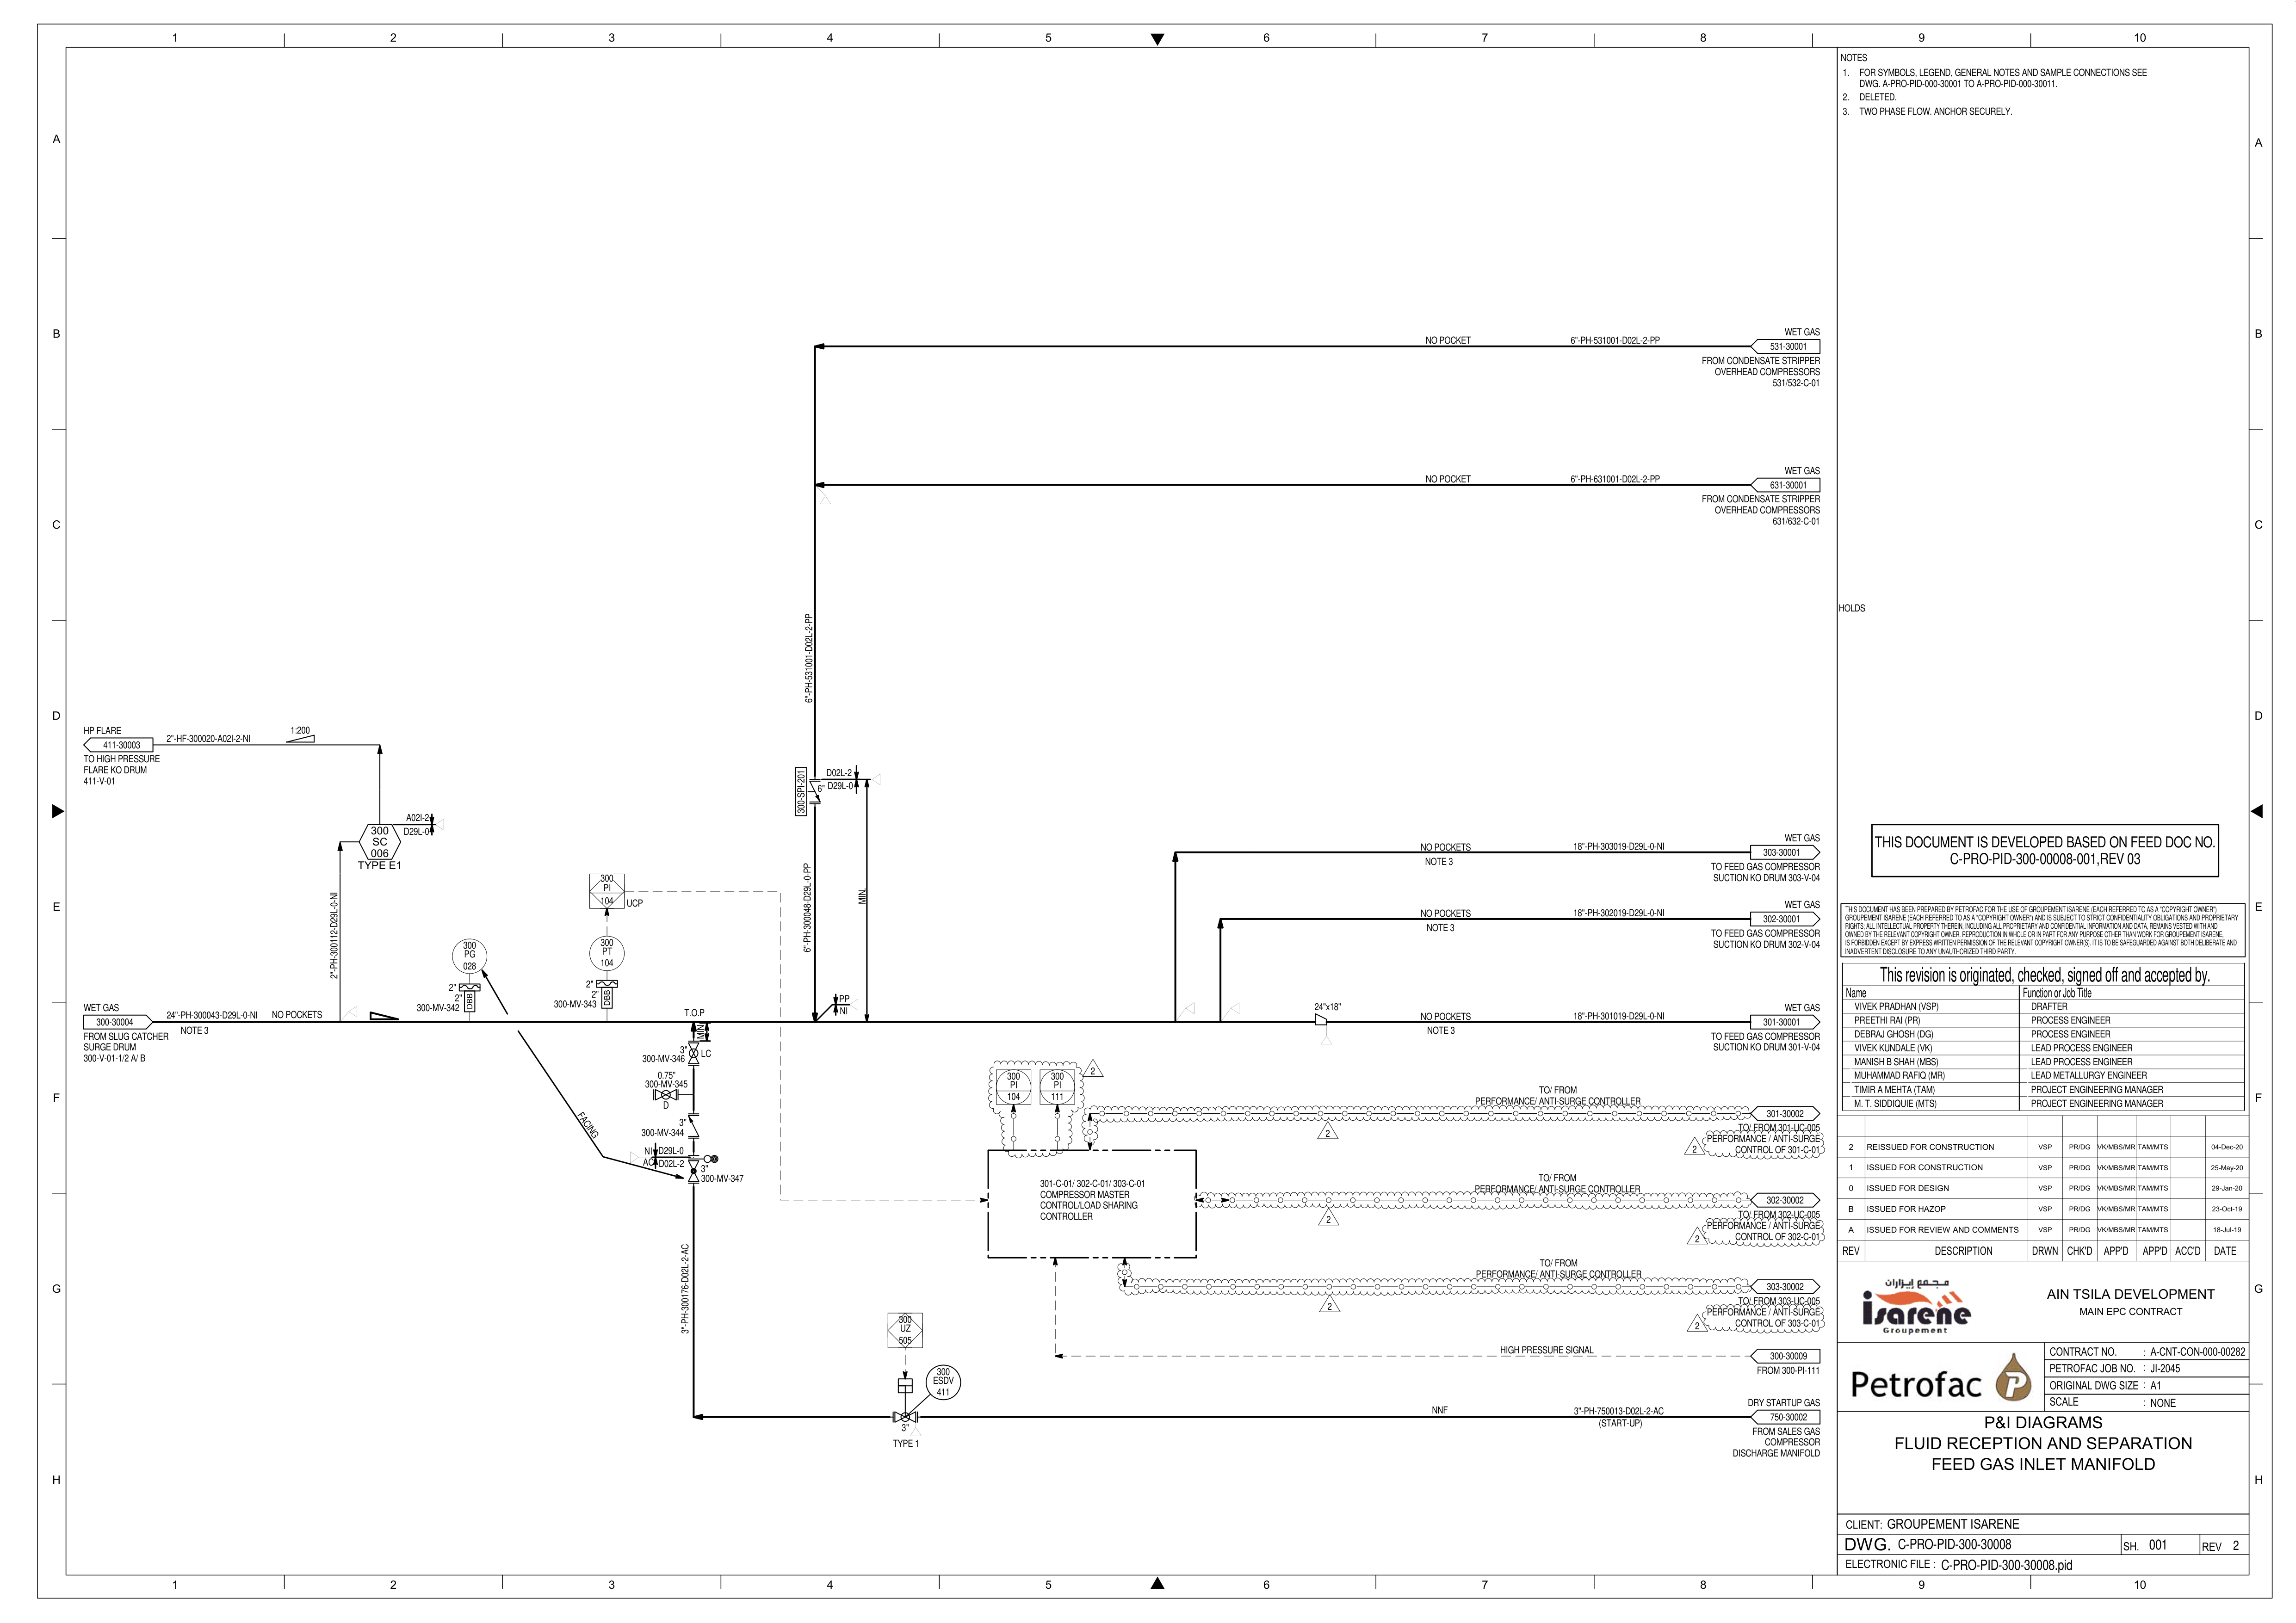 1 2 3 4 5 6 7 8 9 10
A
B
C
D
E
F
G
H
A
B
C
D
E
F
G
H
NOTES
1. FOR SYMBOLS, LEGEND, GENERAL NOTES AND SAMPLE CONNECTIONS SEE
DWG. A-PRO-PID-000-30001 TO A-PRO-PID-000-30011.
2. DELETED.
3. TWO PHASE FLOW. ANCHOR SECURELY.
HOLDS
WET GAS
NO POCKET
6"-PH-531001-D02L-2-PP
531-30001
FROM CONDENSATE STRIPPER
OVERHEAD COMPRESSORS
531/532-C-01
WET GAS
NO POCKET
6"-PH-631001-D02L-2-PP
631-30001
FROM CONDENSATE STRIPPER
OVERHEAD COMPRESSORS
631/632-C-01
6"-PH-531001-D02L-2-PP
HP FLARE
411-30003
2"-HF-300020-A02I-2-NI
1:200
TO HIGH PRESSURE
FLARE KO DRUM
411-V-01
A02I-2
D29L-0
300
SC
006
TYPE E1
2"-PH-300112-D29L-0-NI
300-SPI-201
6"
D02L-2
D29L-0
MIN.
6"-PH-300048-D29L-0-PP
PP
NI
300
PI
104
UCP
300
PT
104
2"
2"
DBB
300-MV-343
300
PG
028
2"
2"
DBB
300-MV-342
WET GAS
300-30004
24"-PH-300043-D29L-0-NI
NO POCKETS
NOTE 3
FROM SLUG CATCHER
SURGE DRUM
300-V-01-1/2 A/ B
T.O.P
MIN
3"
LC
300-MV-346
0.75"
300-MV-345
D
3"
300-MV-344
NI
D29L-0
AC
D02L-2
3"
300-MV-347
FACING
3"-PH-300176-D02L-2-AC
WET GAS
NO POCKETS
18"-PH-303019-D29L-0-NI
303-30001
NOTE 3
TO FEED GAS COMPRESSOR
SUCTION KO DRUM 303-V-04
WET GAS
NO POCKETS
18"-PH-302019-D29L-0-NI
302-30001
NOTE 3
TO FEED GAS COMPRESSOR
SUCTION KO DRUM 302-V-04
24"x18"
WET GAS
NO POCKETS
18"-PH-301019-D29L-0-NI
301-30001
NOTE 3
TO FEED GAS COMPRESSOR
SUCTION KO DRUM 301-V-04
300
PI
104
300
PI
111
2
TO/ FROM
PERFORMANCE/ ANTI-SURGE CONTROLLER
301-30002
2
TO/ FROM 301-UC-005
PERFORMANCE / ANTI-SURGE
CONTROL OF 301-C-01
2
301-C-01/ 302-C-01/ 303-C-01
COMPRESSOR MASTER
CONTROL/LOAD SHARING
CONTROLLER
TO/ FROM
PERFORMANCE/ ANTI-SURGE CONTROLLER
302-30002
2
TO/ FROM 302-UC-005
PERFORMANCE / ANTI-SURGE
CONTROL OF 302-C-01
2
TO/ FROM
PERFORMANCE/ ANTI-SURGE CONTROLLER
303-30002
2
TO/ FROM 303-UC-005
PERFORMANCE / ANTI-SURGE
CONTROL OF 303-C-01
2
HIGH PRESSURE SIGNAL
300-30009
FROM 300-PI-111
300
UZ
505
300
ESDV
411
3"
TYPE 1
DRY STARTUP GAS
NNF
3"-PH-750013-D02L-2-AC
(START-UP)
750-30002
FROM SALES GAS
COMPRESSOR
DISCHARGE MANIFOLD
THIS DOCUMENT IS DEVELOPED BASED ON FEED DOC NO.
C-PRO-PID-300-00008-001,REV 03
THIS DOCUMENT HAS BEEN PREPARED BY PETROFAC FOR THE USE OF GROUPEMENT ISARENE (EACH REFERRED TO AS A "COPYRIGHT OWNER")
GROUPEMENT ISARENE (EACH REFERRED TO AS A "COPYRIGHT OWNER") AND IS SUBJECT TO STRICT CONFIDENTIALITY OBLIGATIONS AND PROPRIETARY
RIGHTS; ALL INTELLECTUAL PROPERTY THEREIN, INCLUDING ALL PROPRIETARY AND CONFIDENTIAL INFORMATION AND DATA, REMAINS VESTED WITH AND
OWNED BY THE RELEVANT COPYRIGHT OWNER. REPRODUCTION IN WHOLE OR IN PART FOR ANY PURPOSE OTHER THAN WORK FOR GROUPEMENT ISARENE,
IS FORBIDDEN EXCEPT BY EXPRESS WRITTEN PERMISSION OF THE RELEVANT COPYRIGHT OWNER(S). IT IS TO BE SAFEGUARDED AGAINST BOTH DELIBERATE AND
INADVERTENT DISCLOSURE TO ANY UNAUTHORIZED THIRD PARTY.
This revision is originated, checked, signed off and accepted by.
Name Function or Job Title
VIVEK PRADHAN (VSP) DRAFTER
PREETHI RAI (PR) PROCESS ENGINEER
DEBRAJ GHOSH (DG) PROCESS ENGINEER
VIVEK KUNDALE (VK) LEAD PROCESS ENGINEER
MANISH B SHAH (MBS) LEAD PROCESS ENGINEER
MUHAMMAD RAFIQ (MR) LEAD METALLURGY ENGINEER
TIMIR A MEHTA (TAM) PROJECT ENGINEERING MANAGER
M. T. SIDDIQUIE (MTS) PROJECT ENGINEERING MANAGER
2 REISSUED FOR CONSTRUCTION VSP PR/DG VK/MBS/MR TAM/MTS 04-Dec-20
1 ISSUED FOR CONSTRUCTION VSP PR/DG VK/MBS/MR TAM/MTS 25-May-20
0 ISSUED FOR DESIGN VSP PR/DG VK/MBS/MR TAM/MTS 29-Jan-20
B ISSUED FOR HAZOP VSP PR/DG VK/MBS/MR TAM/MTS 23-Oct-19
A ISSUED FOR REVIEW AND COMMENTS VSP PR/DG VK/MBS/MR TAM/MTS 18-Jul-19
REV DESCRIPTION DRWN CHK'D APP'D APP'D ACC'D DATE
مجمع إيزاران
isarene
Groupement
AIN TSILA DEVELOPMENT
MAIN EPC CONTRACT
Petrofac
CONTRACT NO. : A-CNT-CON-000-00282
PETROFAC JOB NO. : JI-2045
ORIGINAL DWG SIZE : A1
SCALE : NONE
P&I DIAGRAMS
FLUID RECEPTION AND SEPARATION
FEED GAS INLET MANIFOLD
CLIENT: GROUPEMENT ISARENE
DWG. C-PRO-PID-300-30008 SH. 001 REV 2
ELECTRONIC FILE : C-PRO-PID-300-30008.pid
1 2 3 4 5 6 7 8 9 10